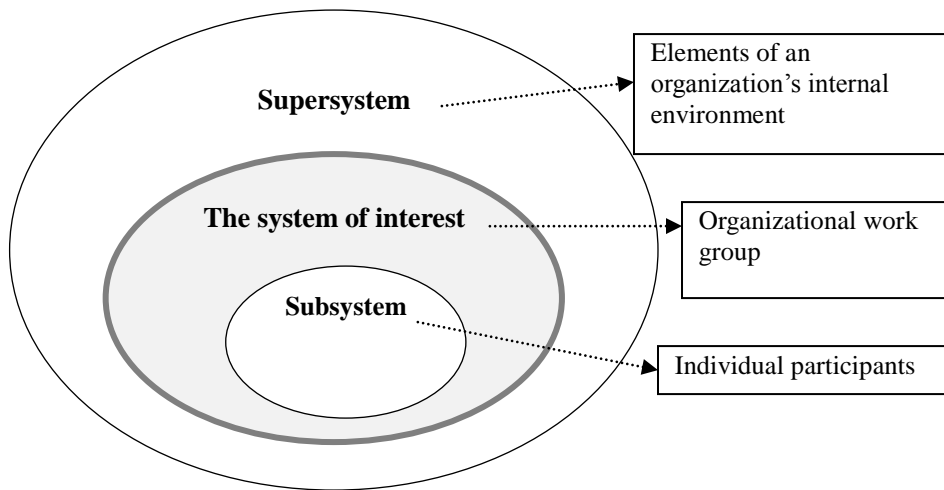 Supersystem
Elements of an
organization’s internal
environment
The system of interest
Organizational work
group
Subsystem
Individual participants